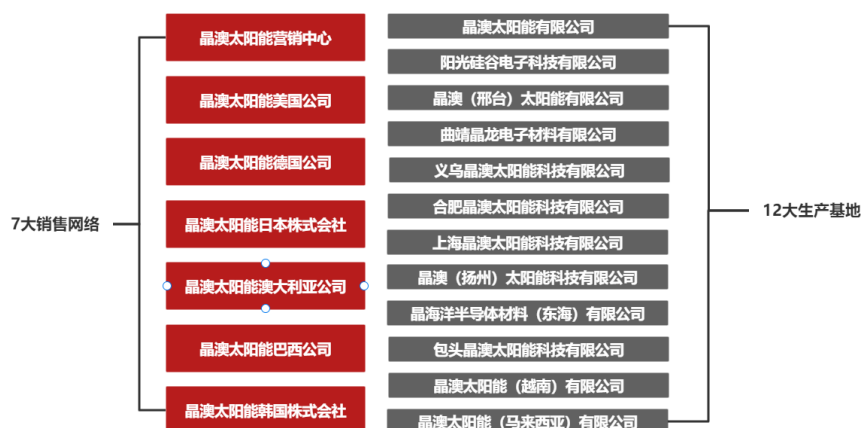 7大销售网络
晶澳太阳能营销中心
晶澳太阳能美国公司
晶澳太阳能德国公司
晶澳太阳能日本株式会社
晶澳太阳能澳大利亚公司
晶澳太阳能巴西公司
晶澳太阳能韩国株式会社
晶澳太阳能有限公司
阳光硅谷电子科技有限公司
晶澳（邢台）太阳能有限公司
曲靖晶龙电子材料有限公司
义乌晶澳太阳能科技有限公司
合肥晶澳太阳能科技有限公司
上海晶澳太阳能科技有限公司
晶澳（扬州）太阳能科技有限公司
晶海洋半导体材料（东海）有限公司
包头晶澳太阳能科技有限公司
晶澳太阳能（越南）有限公司
晶澳太阳能（马来西亚）有限公司
12大生产基地